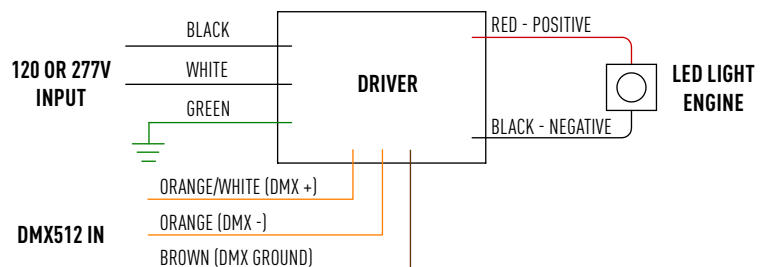 BLACK
RED - POSITIVE
120 OR 277V
INPUT
WHITE
DRIVER
LED LIGHT
ENGINE
GREEN
BLACK - NEGATIVE
ORANGE/WHITE (DMX +)
DMX512 IN
ORANGE (DMX -)
BROWN (DMX GROUND)